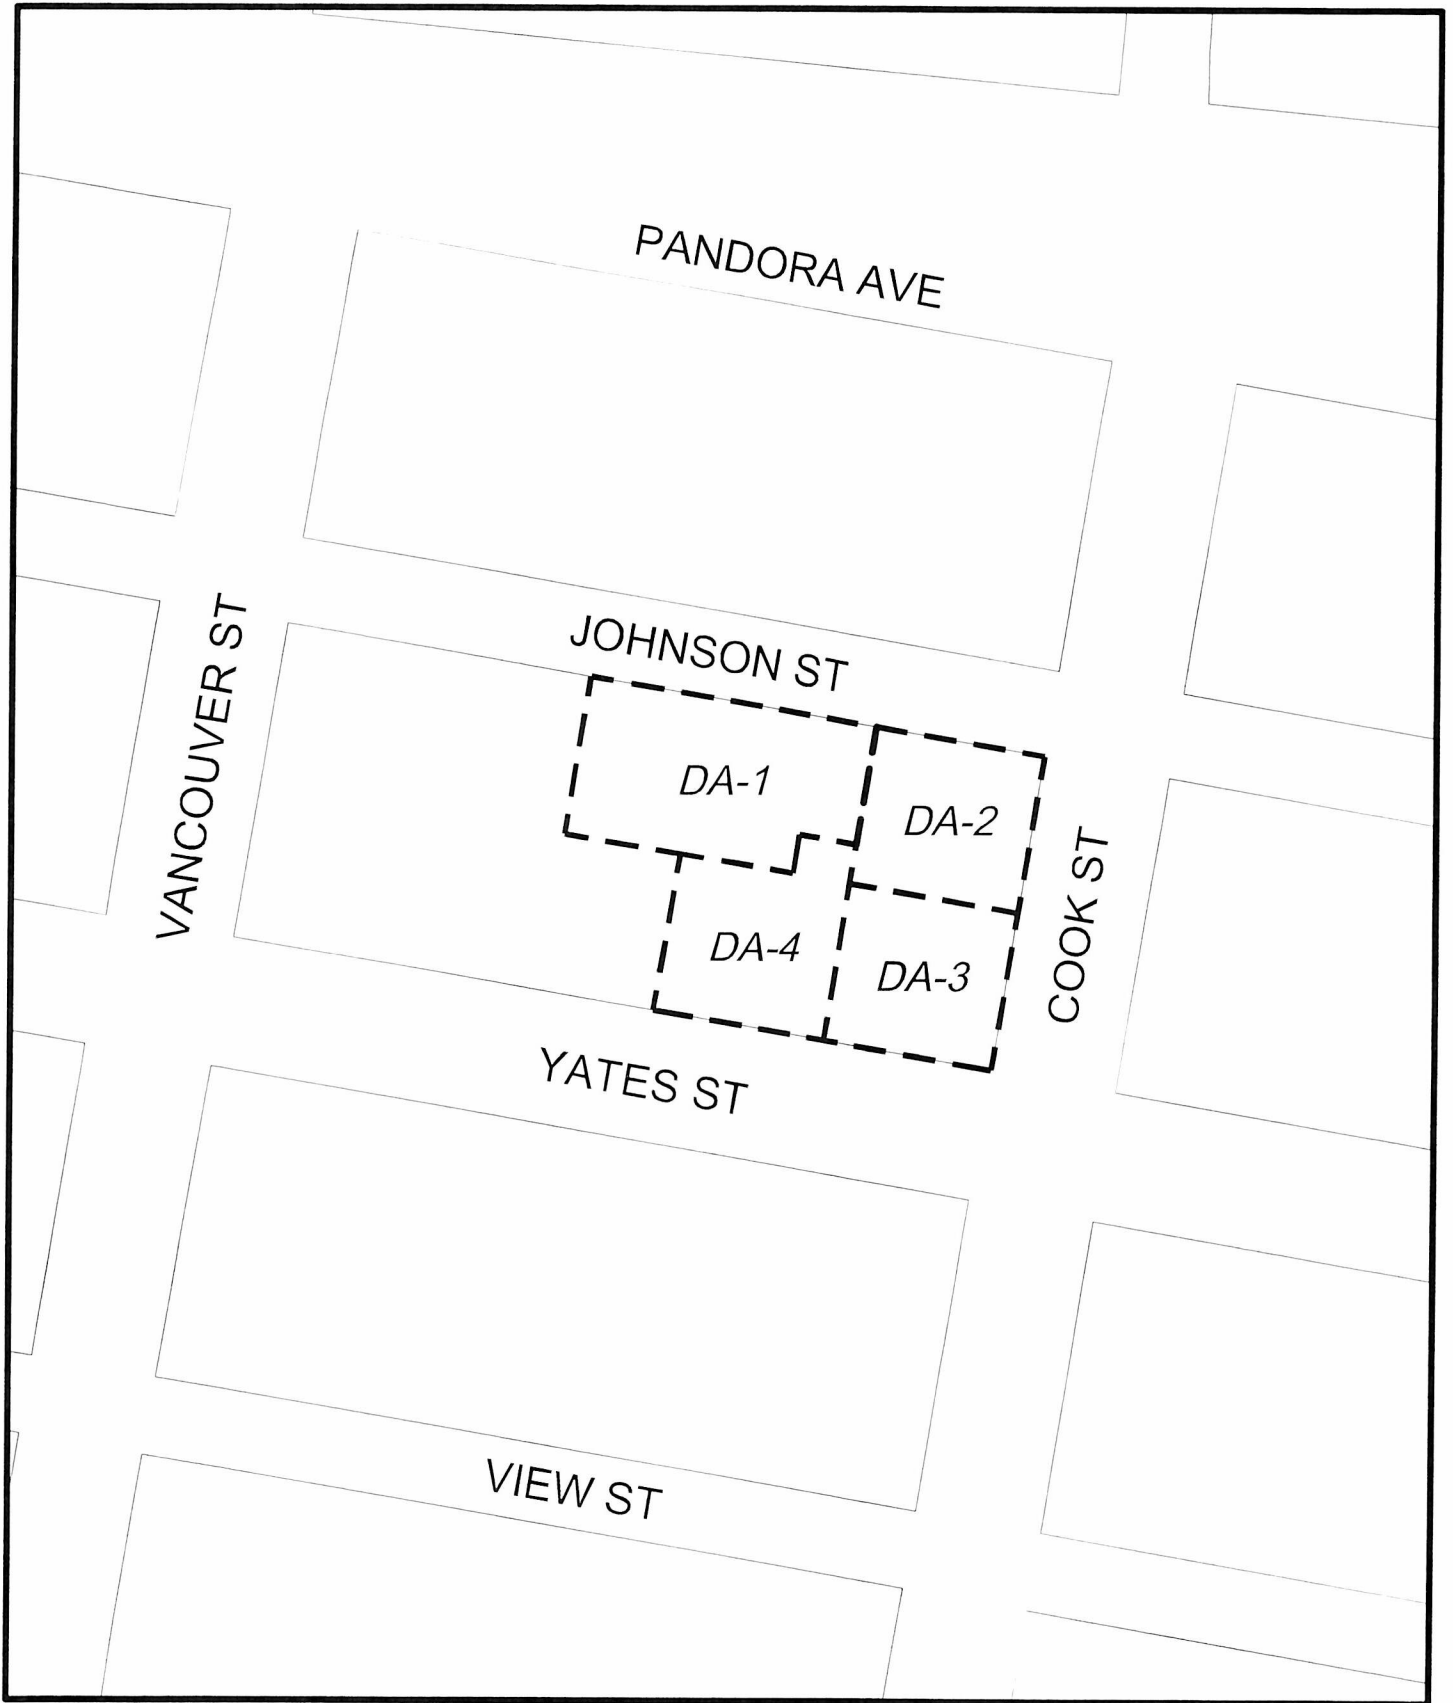 PANDORA AVE
JOHNSON ST
VANCOUVER ST
DA-1
DA-2
COOK ST
DA-4
DA-3
YATES ST
VIEW ST